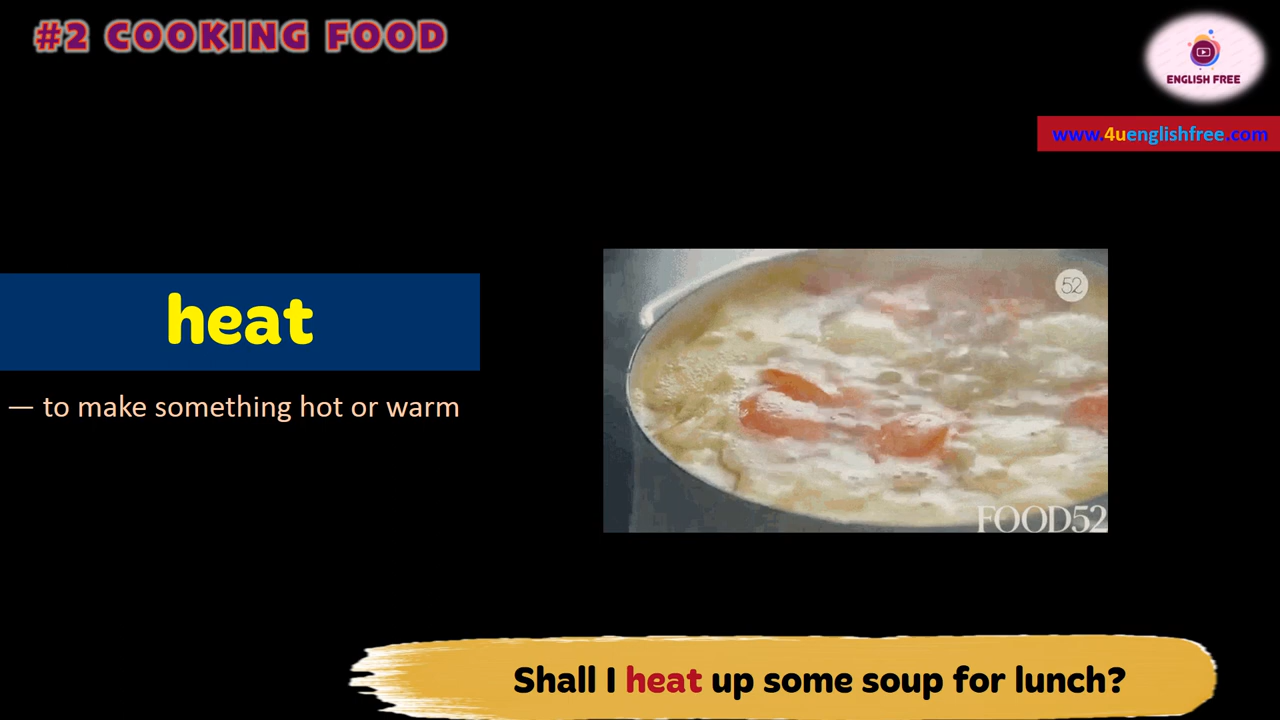 #2 COOKING FOOD
ENGLISH FREE
www.4uenglishfree.com
heat
— to make something hot or warm
52
FOOD52
Shall I heat up some soup for lunch?